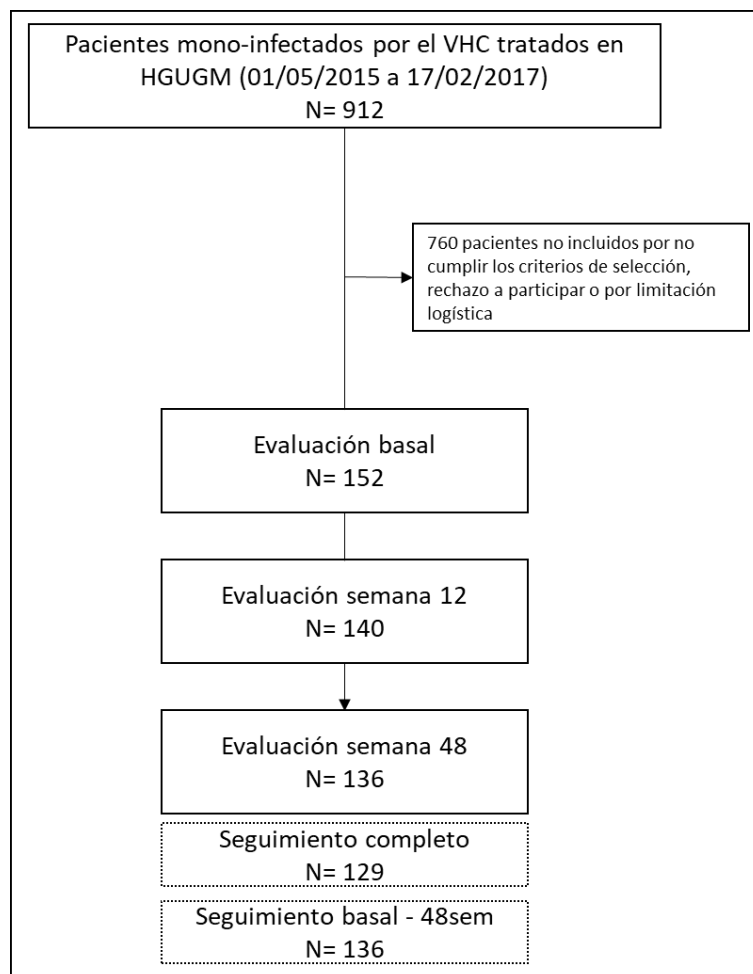 Pacientes mono-infectados por el VHC tratados en
HGUGM (01/05/2015 a 17/02/2017)
N= 912
760 pacientes no incluidos por no
cumplir los criterios de selección,
rechazo a participar o por limitación
logística
Evaluación basal
N= 152
Evaluación semana 12
N= 140
Evaluación semana 48
N= 136
Seguimiento completo
N= 129
Seguimiento basal - 48sem
N= 136